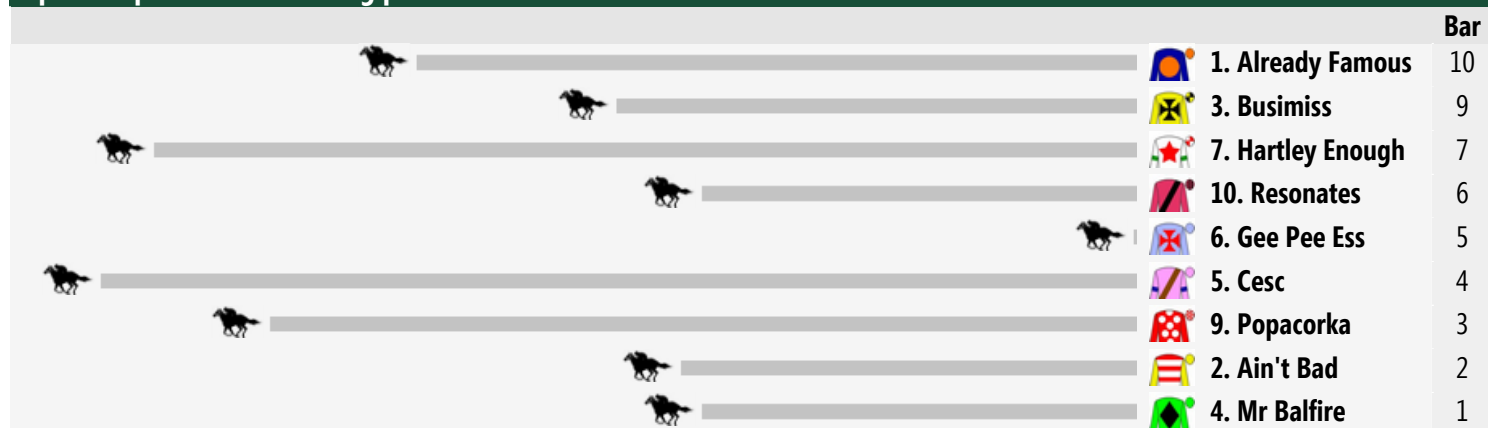 Bar
1. Already Famous 10
3. Busimiss 9
7. Hartley Enough 7
10. Resonates 6
6. Gee Pee Ess 5
5. Cesc 4
9. Popacorka 3
2. Ain't Bad 2
4. Mr Balfire 1